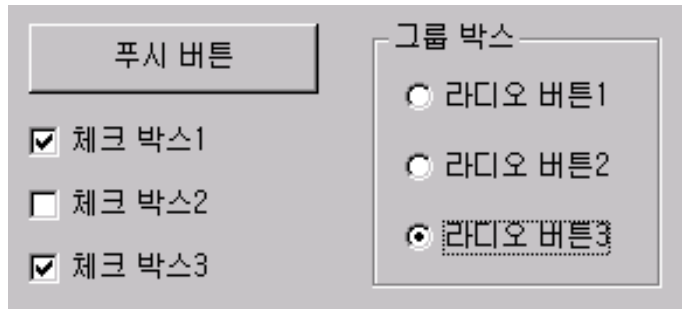 푸시 버튼
체크 박스1
체크 박스2
체크 박스3
그룹 박스
라디오 버튼1
라디오 버튼2
라디오 버튼3